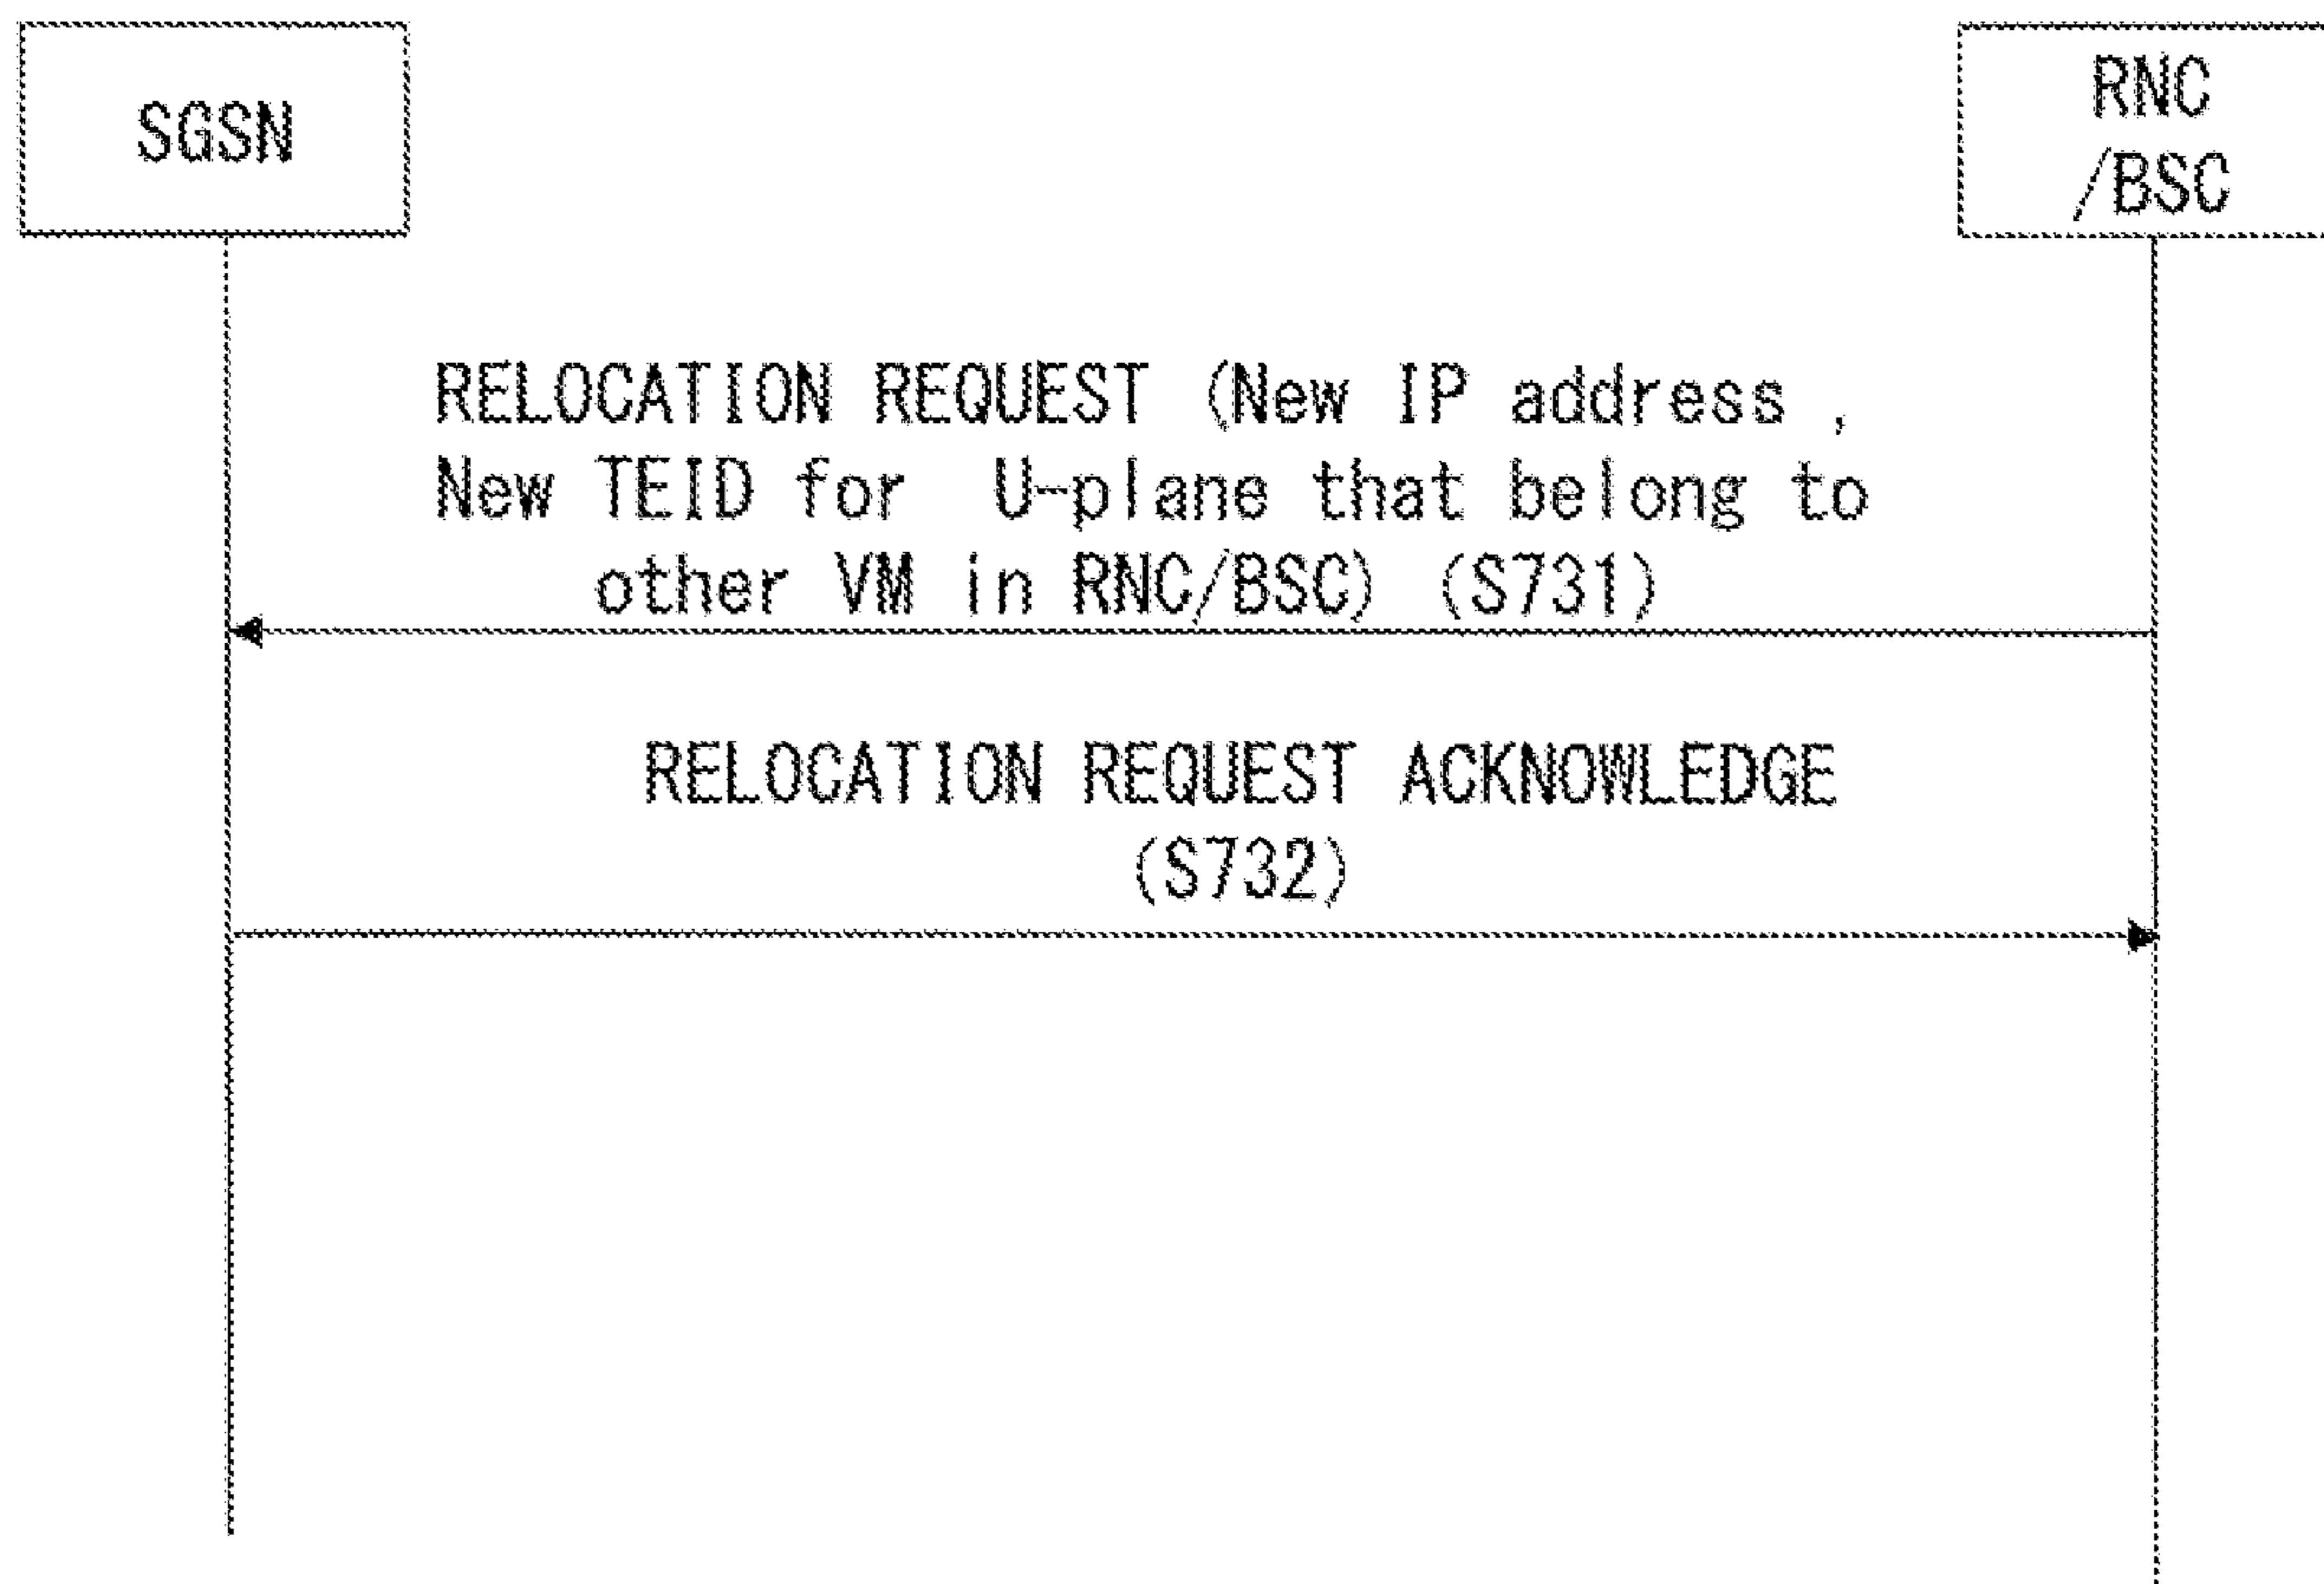 SGSN
RNC
/BSC
RELOCATION REQUEST (New IP address ,
New TEID for U-plane that belong to
other VM in RNC/BSC) (S731)
RELOCATION REQUEST ACKNOWLEDGE
(S732)